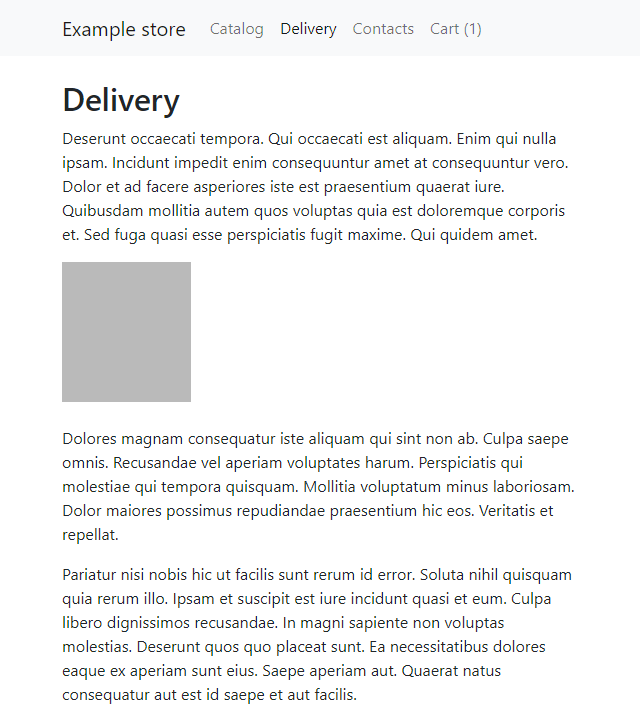 Example store Catalog Delivery Contacts Cart (1)
Delivery
Deserunt occaecati tempora. Qui occaecati est aliquam. Enim qui nulla
ipsam. Incidunt impedit enim consequuntur amet at consequuntur vero.
Dolor et ad facere asperiores iste est praesentium quaerat iure.
Quibusdam mollitia autem quos voluptas quia est doloremque corporis
et. Sed fuga quasi esse perspiciatis fugit maxime. Qui quidem amet.
Dolores magnam consequatur iste aliquam qui sint non ab. Culpa saepe
omnis. Recusandae vel aperiam voluptates harum. Perspiciatis qui
molestiae qui tempora quisquam. Mollitia voluptatum minus laboriosam.
Dolor maiores possimus repudiandae praesentium hic eos. Veritatis et
repellat.
Pariatur nisi nobis hic ut facilis sunt rerum id error. Soluta nihil quisquam
quia rerum illo. Ipsam et suscipit est iure incidunt quasi et eum. Culpa
libero dignissimos recusandae. In magni sapiente non voluptas
molestias. Deserunt quos quo placeat sunt. Ea necessitatibus dolores
eaque ex aperiam sunt eius. Saepe aperiam aut. Quaerat natus
consequatur aut est id saepe et aut facilis.